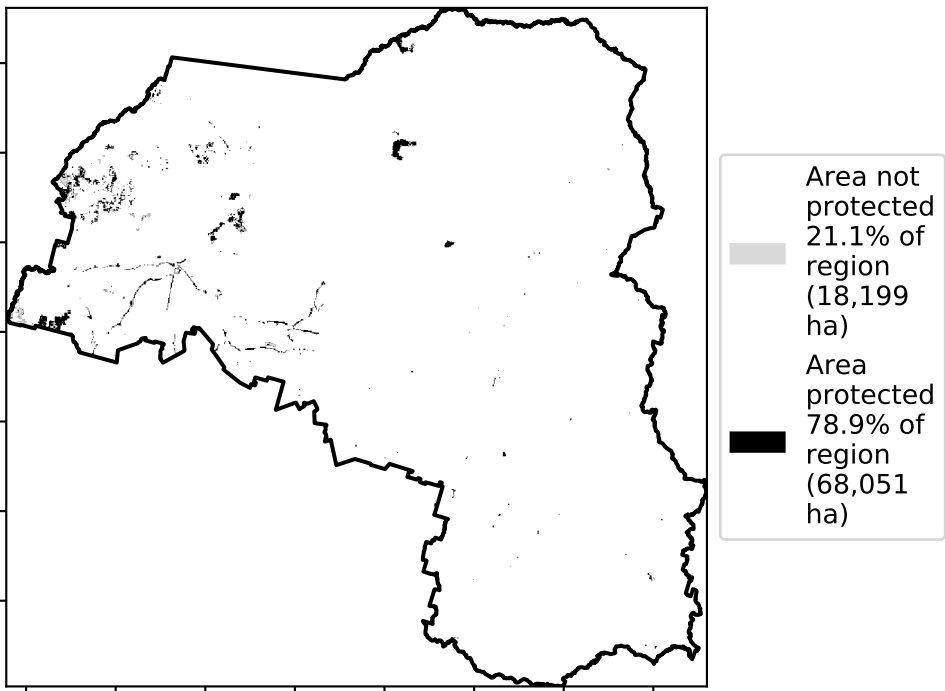 Area not
protected
21.1% of
region
(18,199
ha)
Area
protected
78.9% of
region
(68,051
ha)